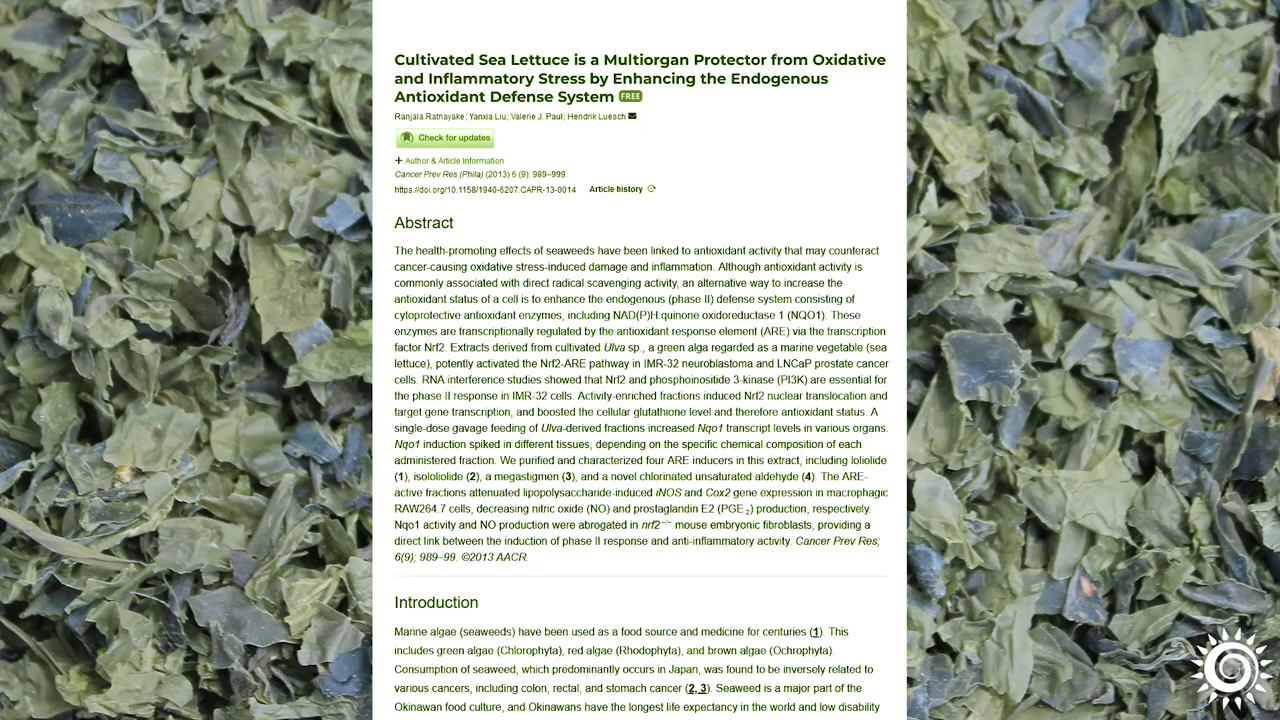 Cultivated Sea Lettuce is a Multiorgan Protector from Oxidative
and Inflammatory Stress by Enhancing the Endogenous
Antioxidant Defense System FREE
Ranjala Ratnayake; Yanxia Liu; Valerie J. Paul; Hendrik Luesch
Check for updates
+ Author & Article Information
Cancer Prev Res (Phila) (2013) 6 (9): 989–999.
https://doi.org/10.1158/1940-6207.CAPR-13-0014 Article history
Abstract
The health-promoting effects of seaweeds have been linked to antioxidant activity that may counteract
cancer-causing oxidative stress-induced damage and inflammation. Although antioxidant activity is
commonly associated with direct radical scavenging activity, an alternative way to increase the
antioxidant status of a cell is to enhance the endogenous (phase II) defense system consisting of
cytoprotective antioxidant enzymes, including NAD(P)H:quinone oxidoreductase 1 (NQO1). These
enzymes are transcriptionally regulated by the antioxidant response element (ARE) via the transcription
factor Nrf2. Extracts derived from cultivated Ulva sp., a green alga regarded as a marine vegetable (sea
lettuce), potently activated the Nrf2-ARE pathway in IMR-32 neuroblastoma and LNCaP prostate cancer
cells. RNA interference studies showed that Nrf2 and phosphoinositide 3-kinase (PI3K) are essential for
the phase II response in IMR-32 cells. Activity-enriched fractions induced Nrf2 nuclear translocation and
target gene transcription, and boosted the cellular glutathione level and therefore antioxidant status. A
single-dose gavage feeding of Ulva-derived fractions increased Nqo1 transcript levels in various organs.
Nqo1 induction spiked in different tissues, depending on the specific chemical composition of each
administered fraction. We purified and characterized four ARE inducers in this extract, including loliolide
(1), isololiolide (2), a megastigmen (3), and a novel chlorinated unsaturated aldehyde (4). The ARE-
active fractions attenuated lipopolysaccharide-induced iNOS and Cox2 gene expression in macrophagic
RAW264.7 cells, decreasing nitric oxide (NO) and prostaglandin E2 (PGE2) production, respectively.
Nqo1 activity and NO production were abrogated in nrf2−/− mouse embryonic fibroblasts, providing a
direct link between the induction of phase II response and anti-inflammatory activity. Cancer Prev Res;
6(9); 989–99. ©2013 AACR.
Introduction
Marine algae (seaweeds) have been used as a food source and medicine for centuries (1). This
includes green algae (Chlorophyta), red algae (Rhodophyta), and brown algae (Ochrophyta).
Consumption of seaweed, which predominantly occurs in Japan, was found to be inversely related to
various cancers, including colon, rectal, and stomach cancer (2, 3). Seaweed is a major part of the
Okinawan food culture, and Okinawans have the longest life expectancy in the world and low disability